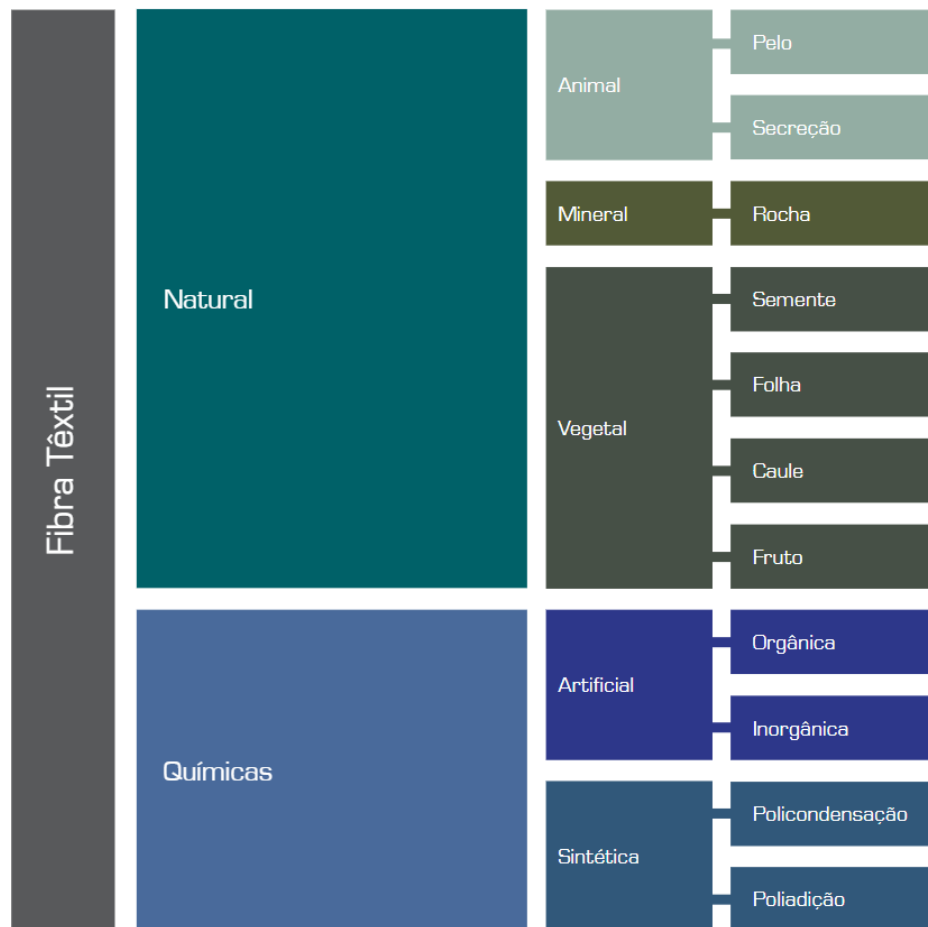 Fibra Têxtil
Natural
Animal
Pelo
Secreção
Mineral
Rocha
Vegetal
Semente
Folha
Caule
Fruto
Químicas
Artificial
Orgânica
Inorgânica
Sintética
Policondensação
Poliadição